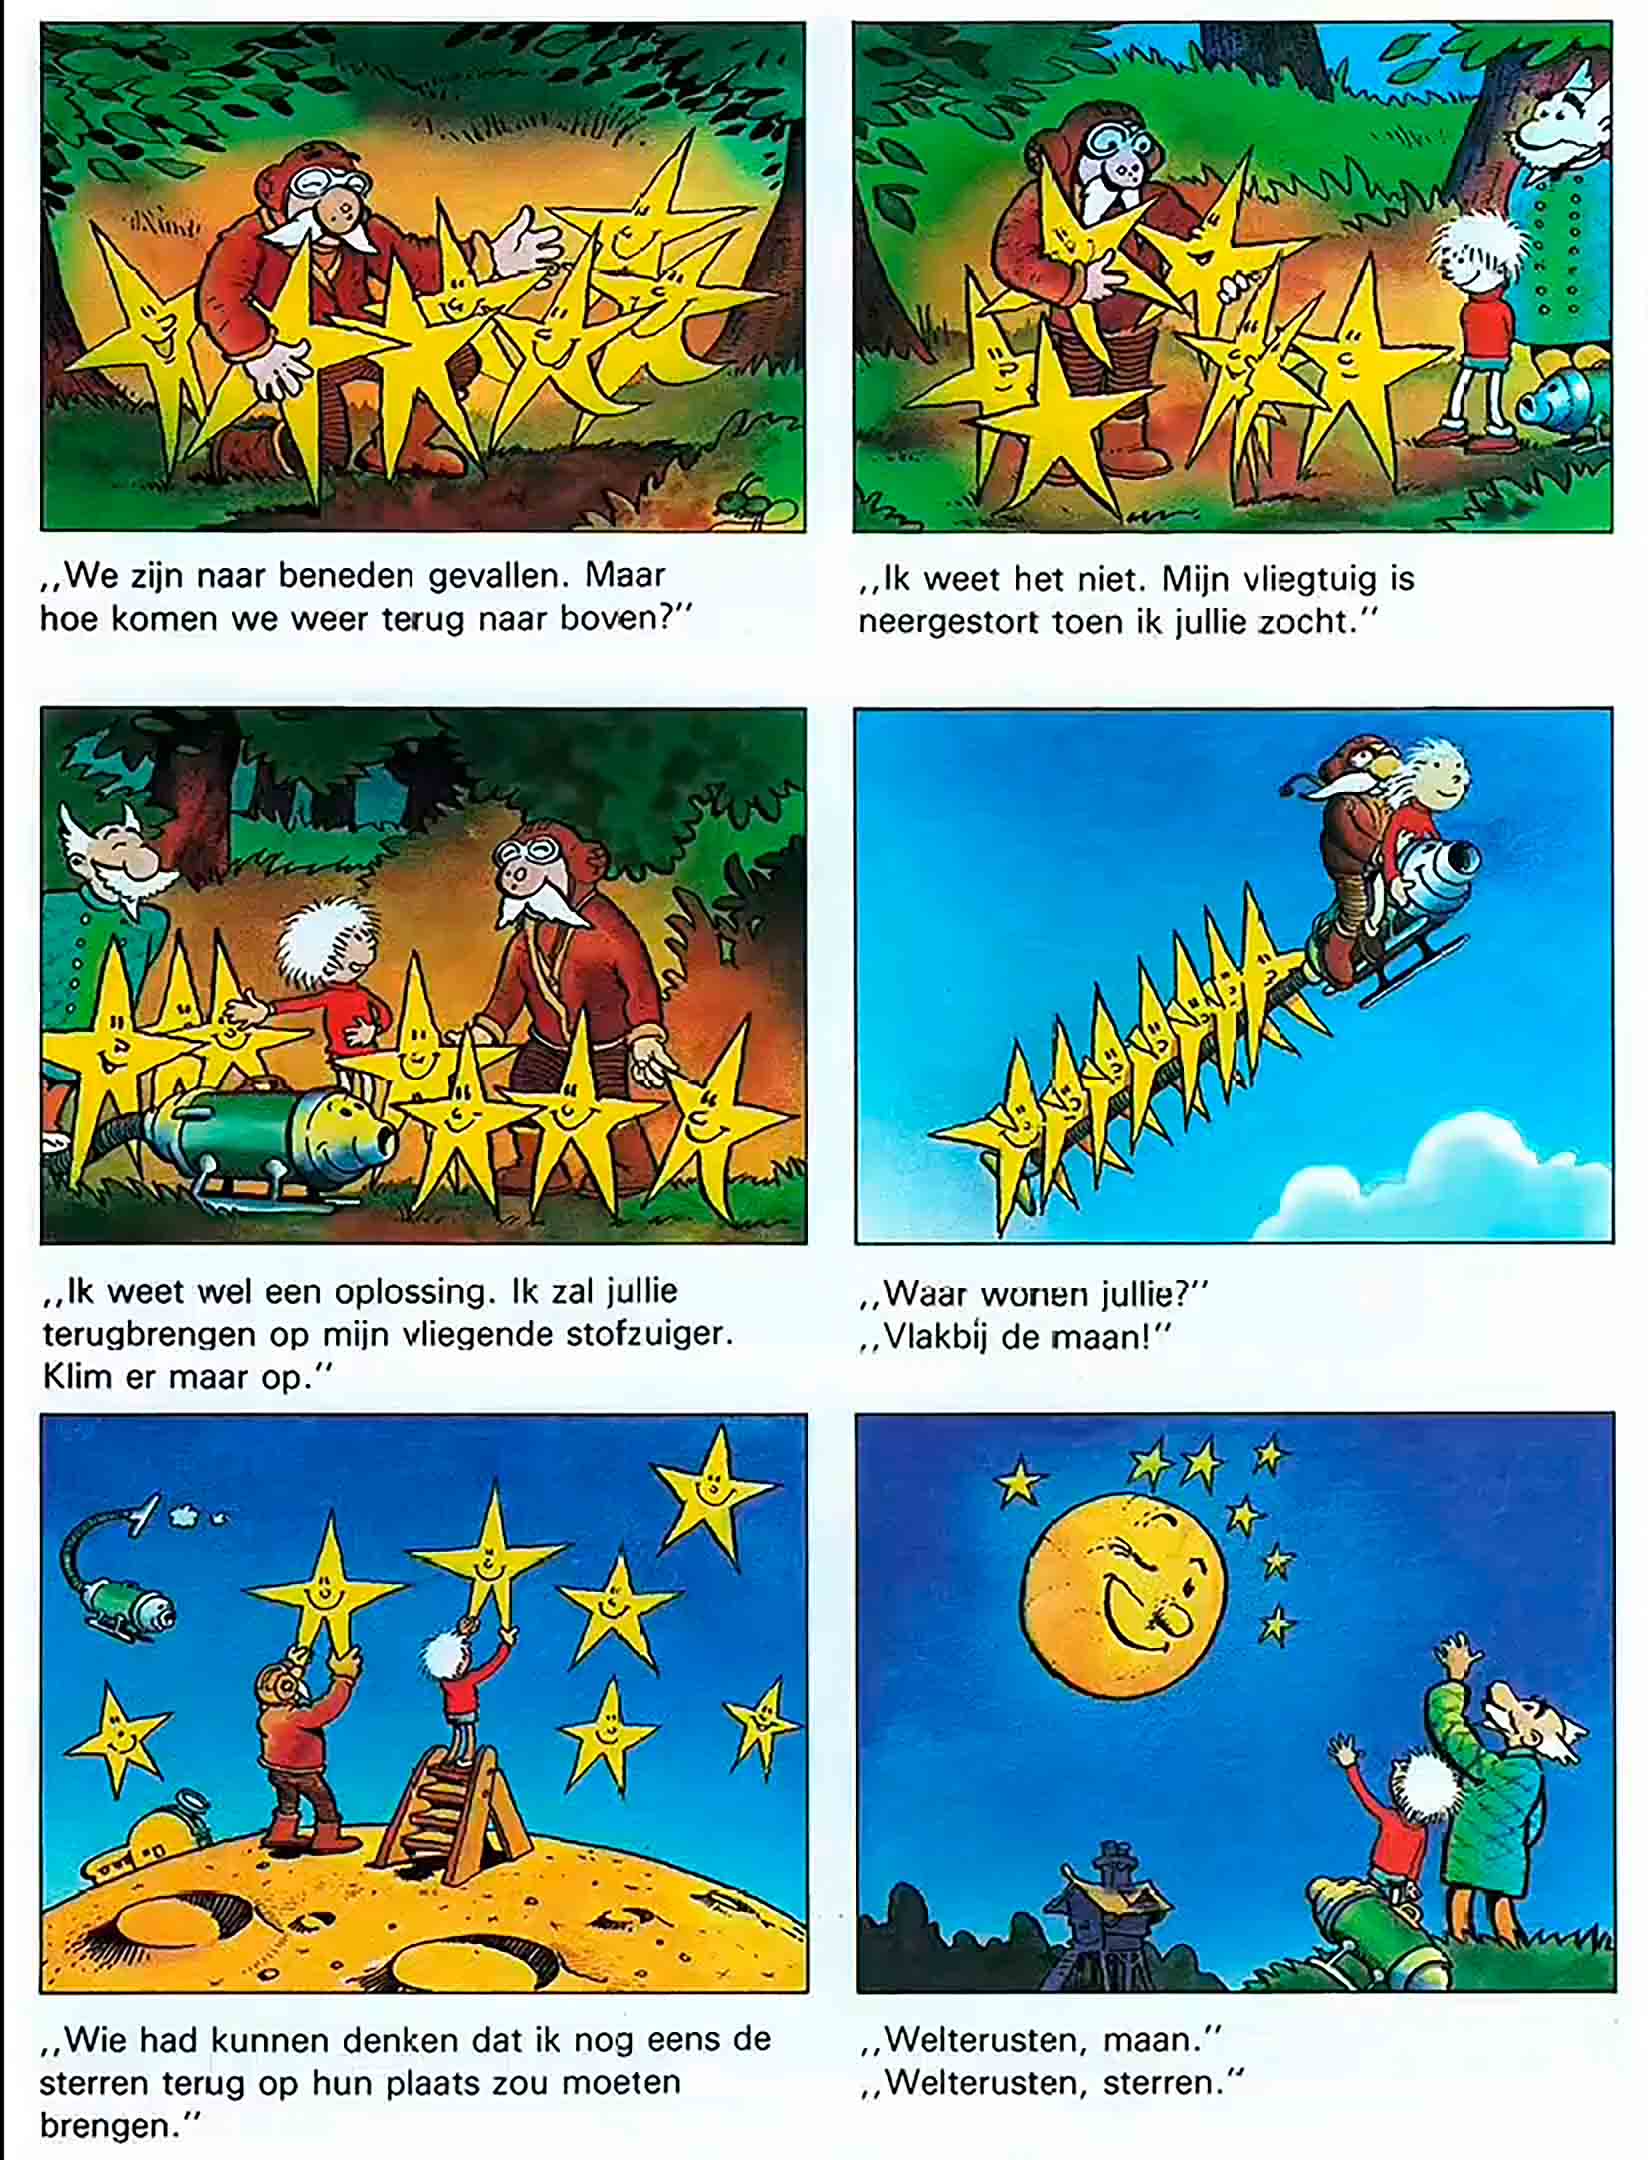 ,,We zijn naar beneden gevallen. Maar
hoe komen we weer terug naar boven?’’
,,Ik weet het niet. Mijn vliegtuig is
neergestort toen ik jullie zocht.’’
,,Ik weet wel een oplossing. Ik zal jullie
terugbrengen op mijn vliegende stofzuiger.
Klim er maar op.’’
,,Waar wonen jullie?’’
,,Vlakbij de maan!’’
,,Wie had kunnen denken dat ik nog eens de
sterren terug op hun plaats zou moeten
brengen.’’
,,Welterusten, maan.’’
,,Welterusten, sterren.’’